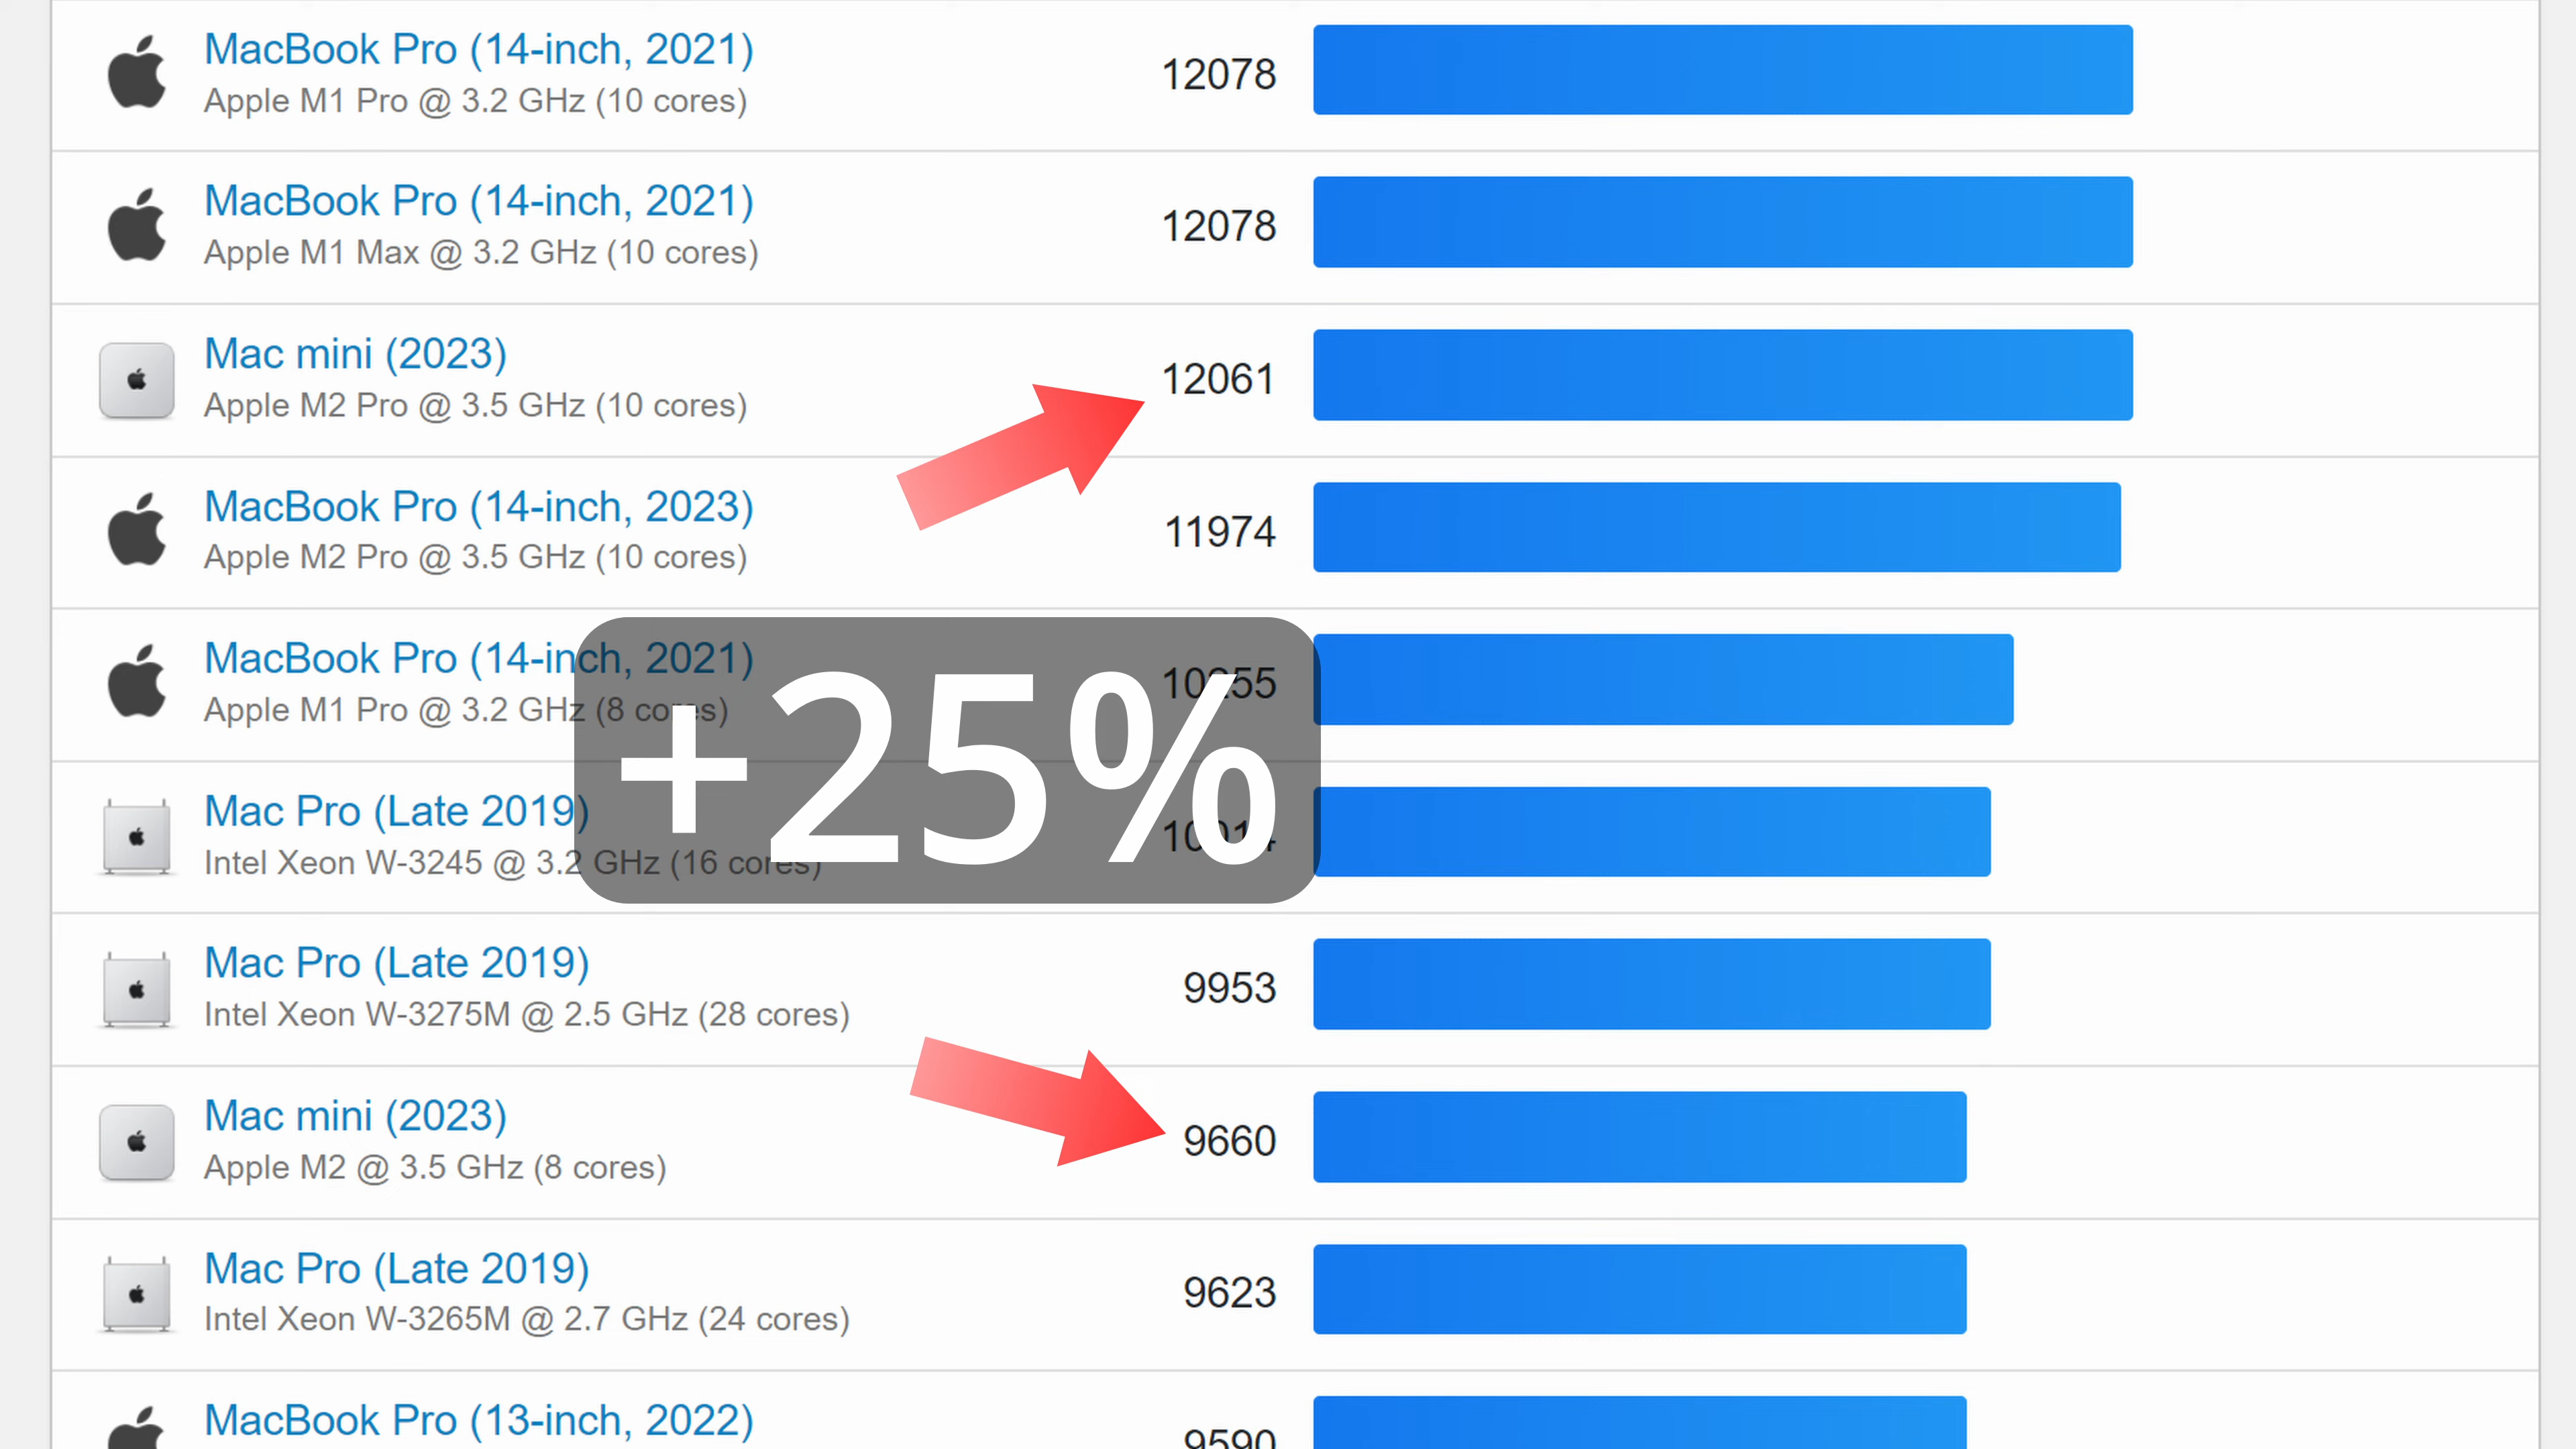 MacBook Pro (14-inch, 2021)
Apple M1 Pro @ 3.2 GHz (10 cores)
12078
MacBook Pro (14-inch, 2021)
Apple M1 Max @ 3.2 GHz (10 cores)
12078
Mac mini (2023)
Apple M2 Pro @ 3.5 GHz (10 cores)
12061
MacBook Pro (14-inch, 2023)
Apple M2 Pro @ 3.5 GHz (10 cores)
11974
MacBook Pro (14-inch, 2021)
Apple M1 Pro @ 3.2 GHz (8 cores)
+25%
Mac Pro (Late 2019)
Intel Xeon W-3245 @ 3.2 GHz (16 cores)
Mac Pro (Late 2019)
Intel Xeon W-3275M @ 2.5 GHz (28 cores)
9953
Mac mini (2023)
Apple M2 @ 3.5 GHz (8 cores)
9660
Mac Pro (Late 2019)
Intel Xeon W-3265M @ 2.7 GHz (24 cores)
9623
MacBook Pro (13-inch, 2022)
9590